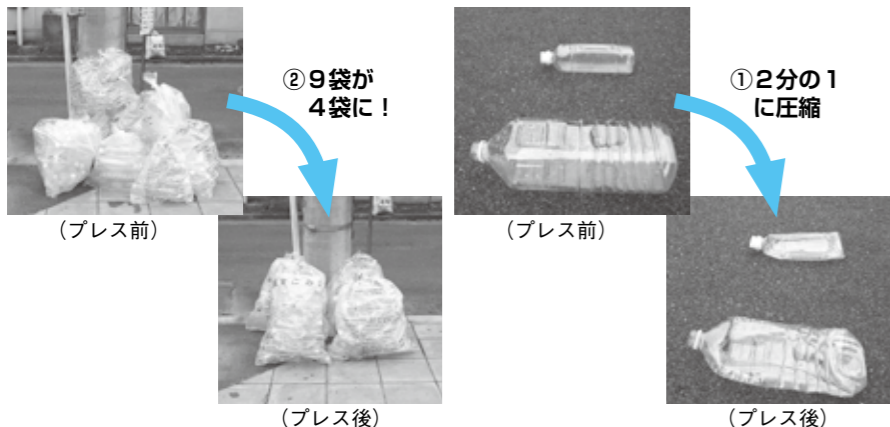 ②９袋が
４袋に！
①２分の１
に圧縮
（プレス前）
（プレス前）
（プレス後）
（プレス後）